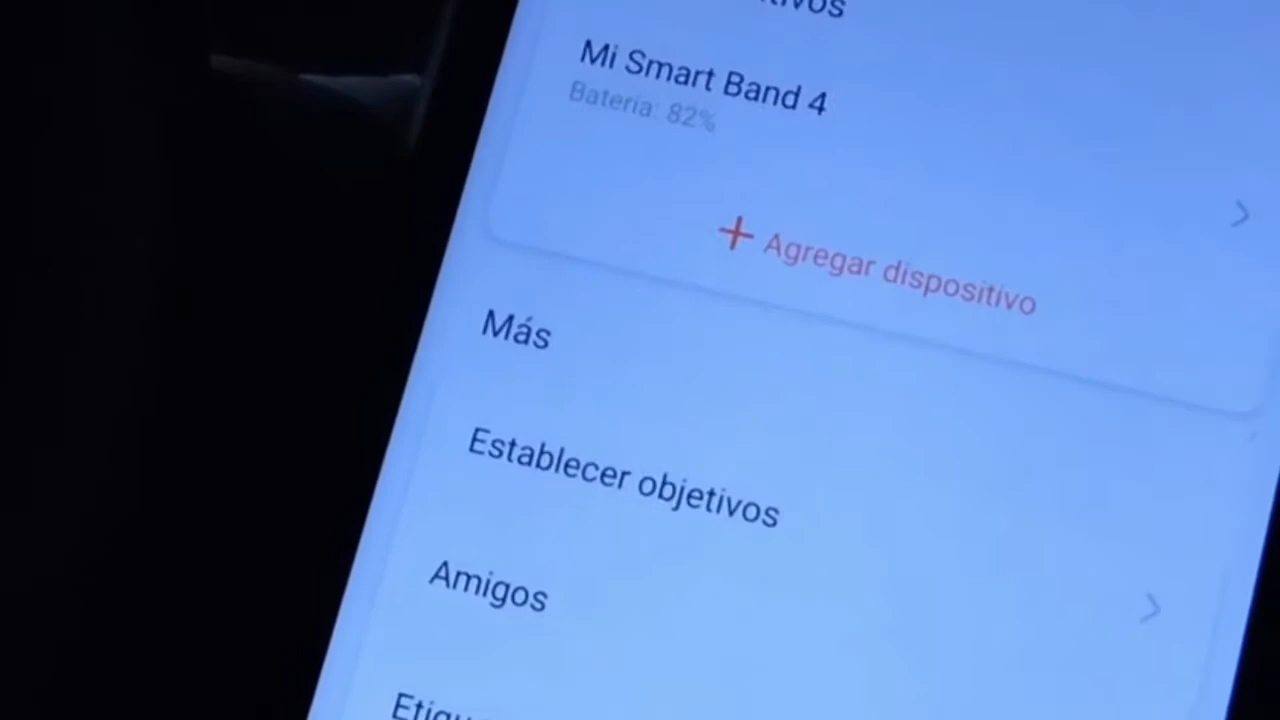 Mi Smart Band 4
Batería: 82%
+ Agregar dispositivo
Más
Establecer objetivos
Amigos